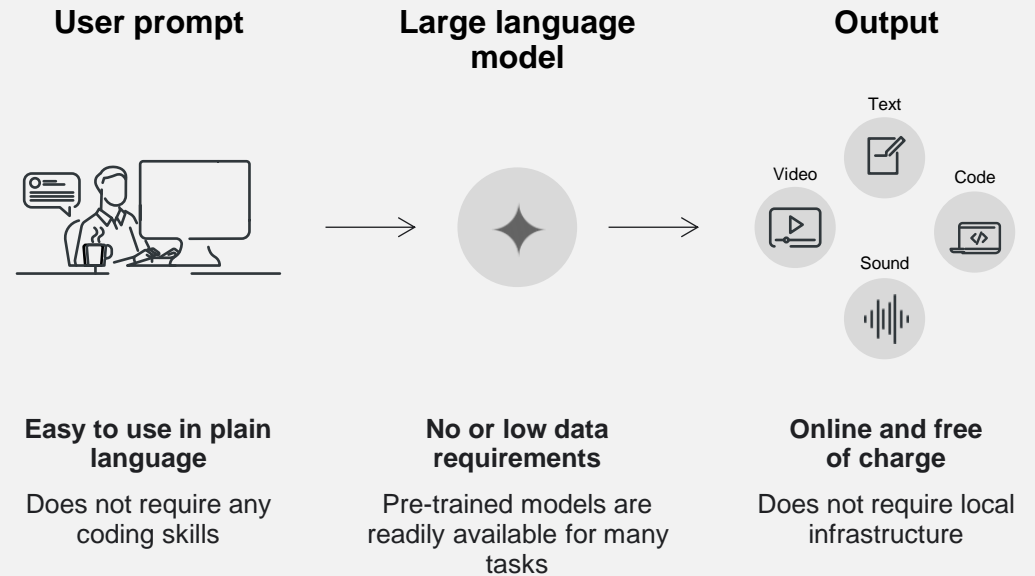 User prompt
Large language
model
Output
Text
Video
Code
Sound
Easy to use in plain
language
Does not require any
coding skills
No or low data
requirements
Pre-trained models are
readily available for many
tasks
Online and free
of charge
Does not require local
infrastructure